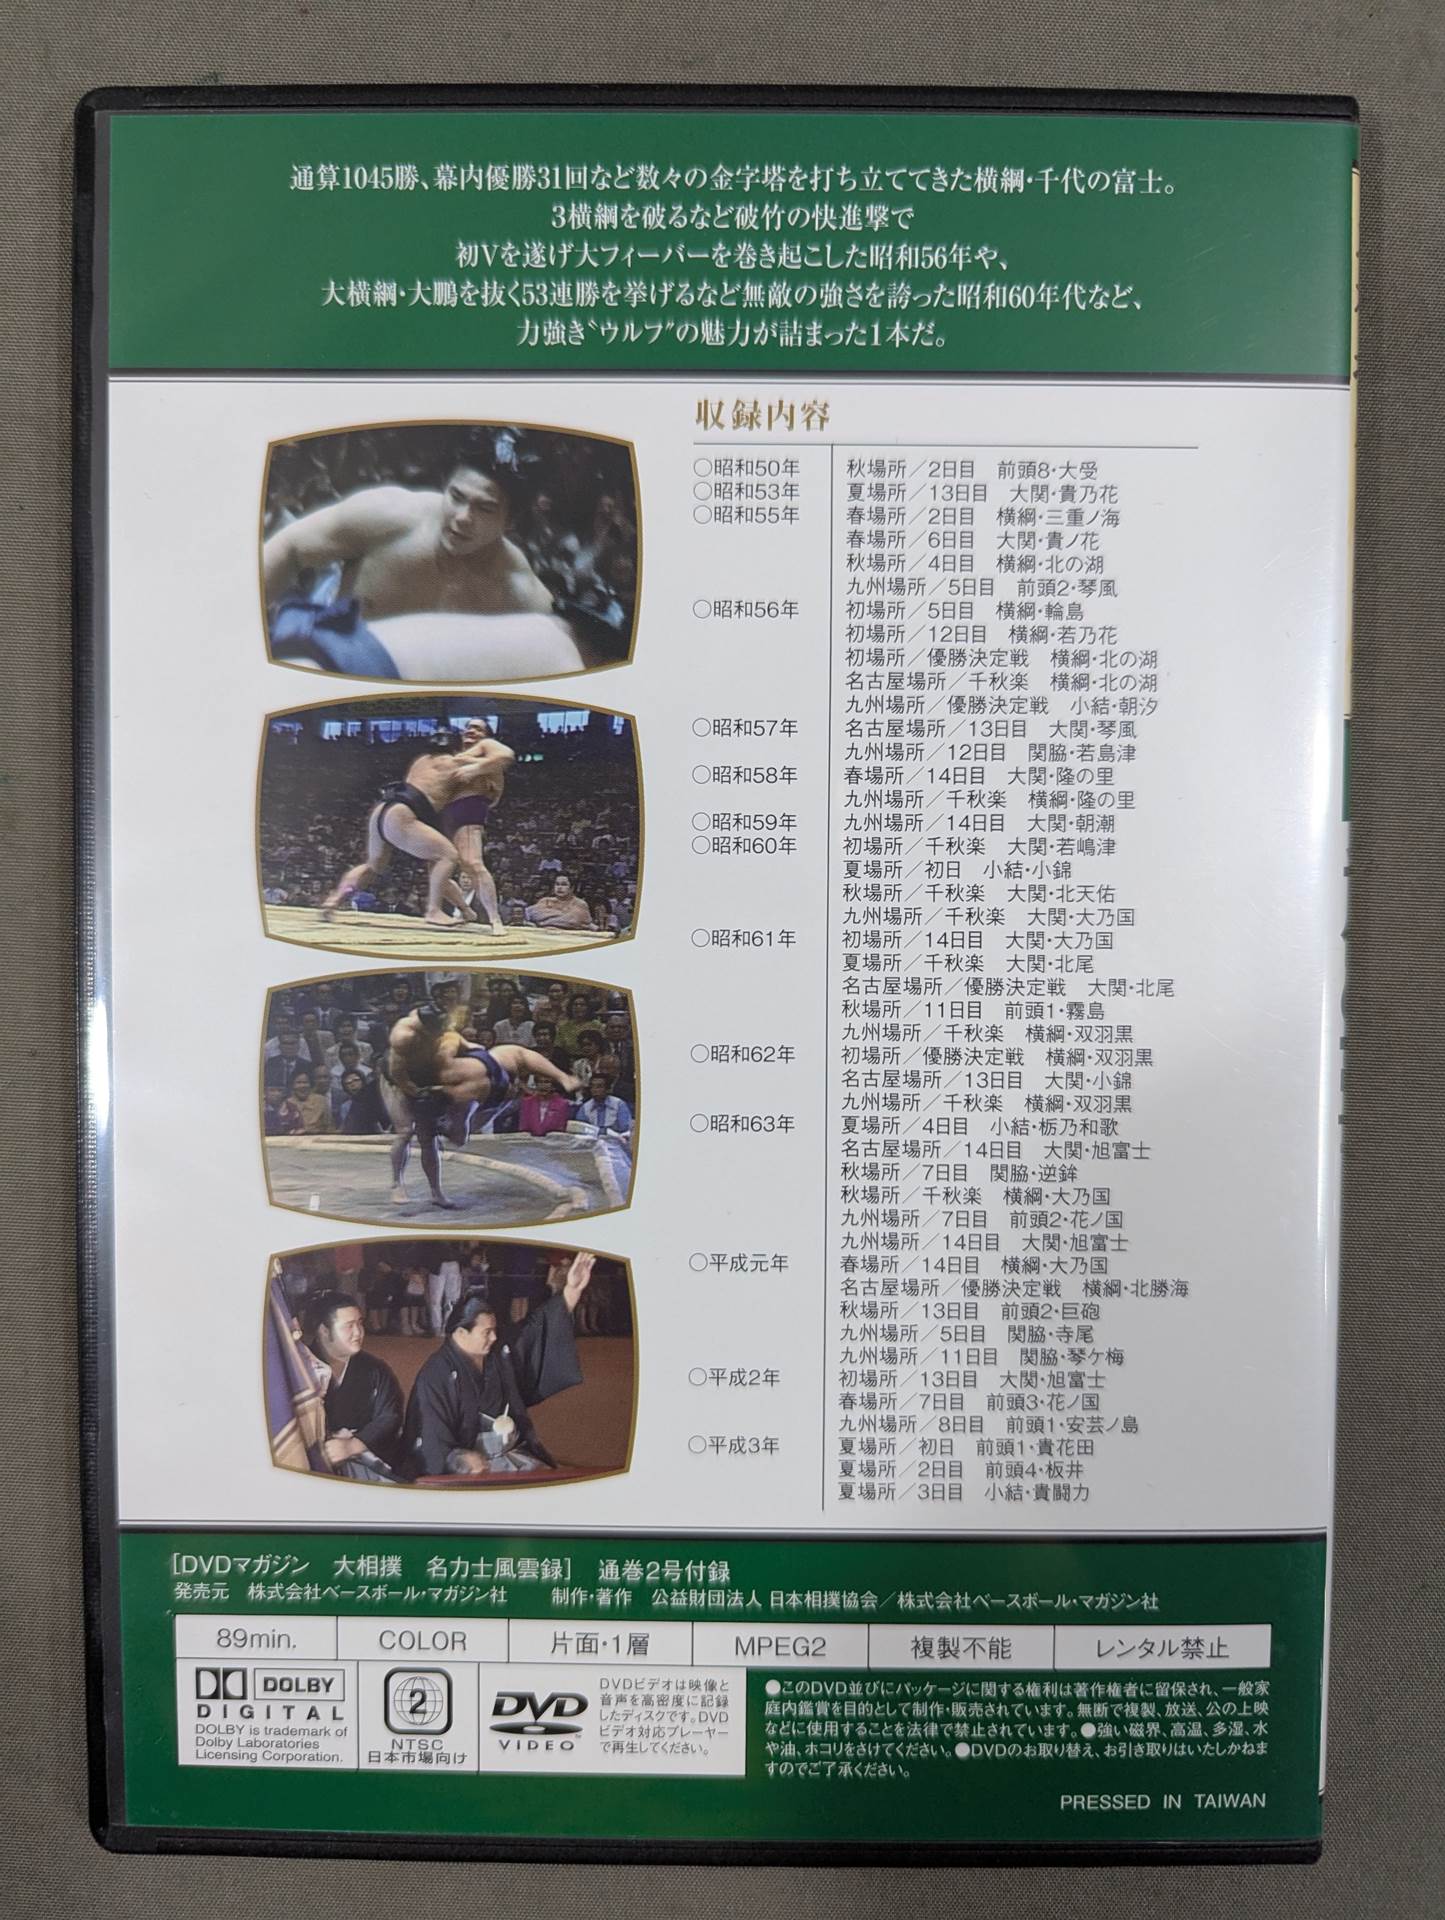 通算1045勝、幕内優勝31回など数々の金字塔を打ち立ててきた横綱・千代の富士。
3横綱を破るなど破竹の快進撃で
初Vを遂げ大フィーバーを巻き起こした昭和56年や、
大横綱・大鵬を抜く53連勝を挙げるなど無敵の強さを誇った昭和60年代など、
力強き〝ウルフ〟の魅力が詰まった1本だ。
収録内容
○昭和50年 秋場所／2日目 前頭8・大受
○昭和53年 夏場所／13日目 大関・貴乃花
○昭和55年 春場所／2日目 横綱・三重ノ海
春場所／6日目 大関・貴ノ花
秋場所／4日目 横綱・北の湖
九州場所／5日目 前頭2・琴風
○昭和56年 初場所／5日目 横綱・輪島
初場所／12日目 横綱・若乃花
初場所／優勝決定戦 横綱・北の湖
名古屋場所／千秋楽 横綱・北の湖
九州場所／優勝決定戦 小結・朝汐
○昭和57年 名古屋場所／13日目 大関・琴風
九州場所／12日目 関脇・若島津
○昭和58年 春場所／14日目 大関・隆の里
九州場所／千秋楽 横綱・隆の里
○昭和59年 九州場所／14日目 大関・朝潮
○昭和60年 初場所／千秋楽 大関・若嶋津
夏場所／初日 小結・小錦
秋場所／千秋楽 大関・北天佑
九州場所／千秋楽 大関・大乃国
○昭和61年 初場所／14日目 大関・大乃国
夏場所／千秋楽 大関・北尾
名古屋場所／優勝決定戦 大関・北尾
秋場所／11日目 前頭1・霧島
九州場所／千秋楽 横綱・双羽黒
○昭和62年 初場所／優勝決定戦 横綱・双羽黒
名古屋場所／13日目 大関・小錦
九州場所／千秋楽 横綱・双羽黒
○昭和63年 夏場所／4日目 小結・栃乃和歌
名古屋場所／14日目 大関・旭富士
秋場所／7日目 関脇・逆鉾
秋場所／千秋楽 横綱・大乃国
九州場所／7日目 前頭2・花ノ国
九州場所／14日目 大関・旭富士
○平成元年 春場所／14日目 横綱・大乃国
名古屋場所／優勝決定戦 横綱・北勝海
秋場所／13日目 前頭2・巨砲
九州場所／5日目 関脇・寺尾
九州場所／11日目 関脇・琴ケ梅
○平成2年 初場所／13日目 大関・旭富士
春場所／7日目 前頭3・花ノ国
九州場所／8日目 前頭1・安芸ノ島
○平成3年 夏場所／初日 前頭1・貴花田
夏場所／2日目 前頭4・板井
夏場所／3日目 小結・貴闘力
［DVDマガジン 大相撲 名力士風雲録］ 通巻2号付録
発売元 株式会社ベースボール・マガジン社 制作・著作 公益財団法人 日本相撲協会／株式会社ベースボール・マガジン社
89min. COLOR 片面・1層 MPEG2 複製不能 レンタル禁止
DOLBY
DIGITAL
DOLBY is trademark of
Dolby Laboratories
Licensing Corporation.
2
NTSC
日本市場向け
DVD
VIDEO
DVDビデオは映像と
音声を高密度に記録
したディスクです。DVD
ビデオ対応プレーヤー
で再生してください。
●このDVD並びにパッケージに関する権利は著作権者に留保され、一般家
庭内鑑賞を目的として制作・販売されています。無断で複製、放送、公の上映
などに使用することを法律で禁止されています。●強い磁界、高温、多湿、水
や油、ホコリをさけてください。●DVDのお取り替え、お引き取りはいたしかねま
すのでご了承ください。
PRESSED IN TAIWAN